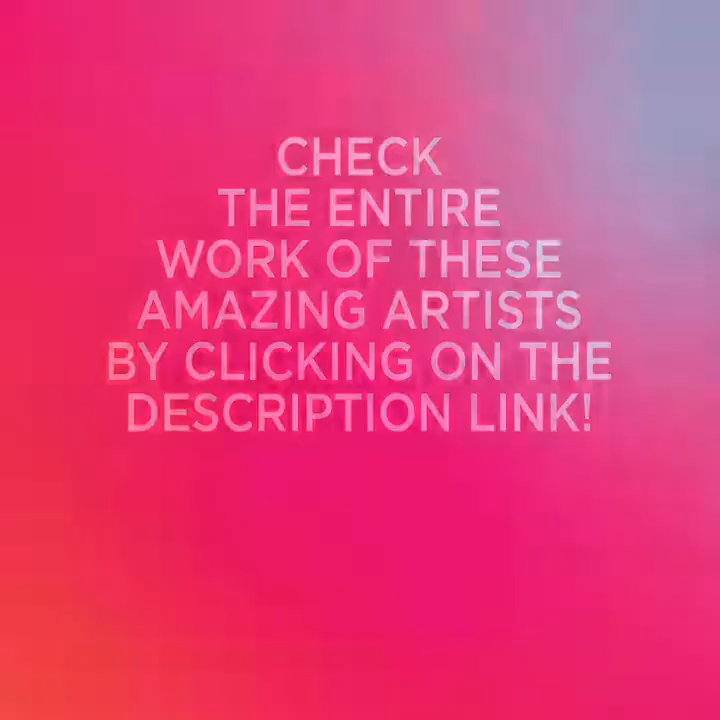 CHECK
THE ENTIRE
WORK OF THESE
AMAZING ARTISTS
BY CLICKING ON THE
DESCRIPTION LINK!